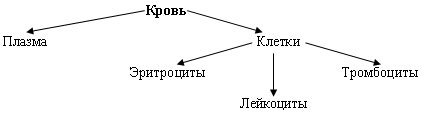 Кровь
Плазма Клетки
Эритроциты Тромбоциты
Лейкоциты